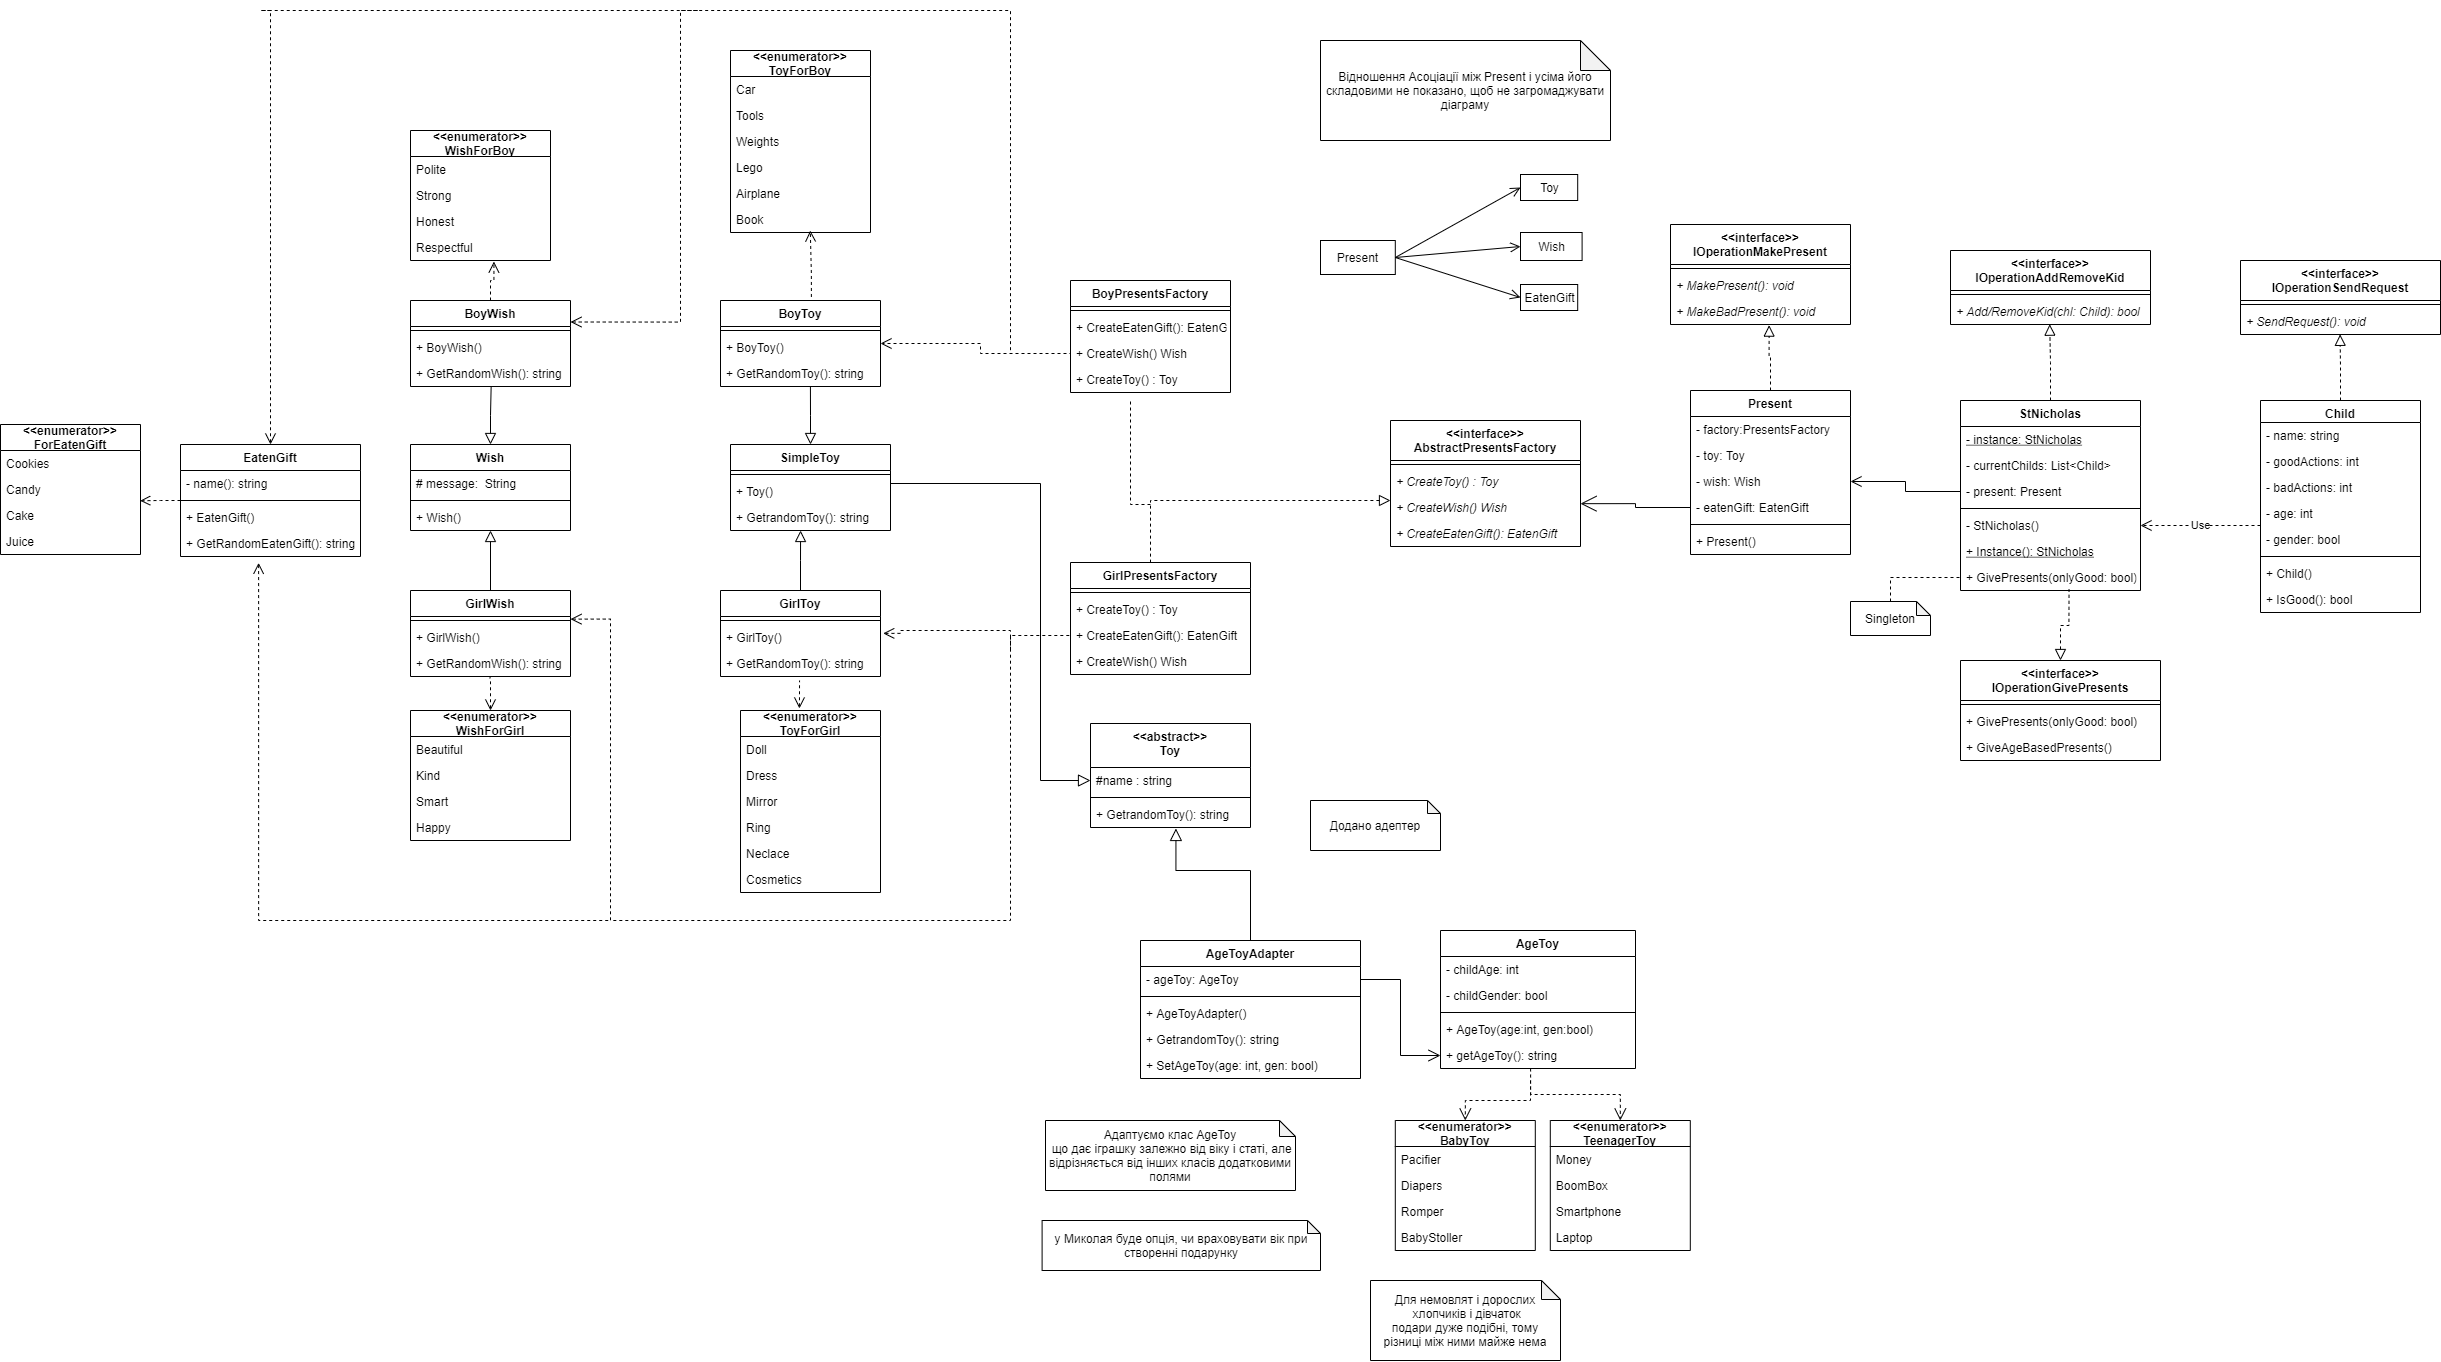 <<enumerator>>
ToyForBoy
Car
Tools
Weights
Lego
Airplane
Book
<<enumerator>>
WishForBoy
Polite
Strong
Honest
Respectful
BoyWish
+ BoyWish()
+ GetRandomWish(): string
BoyToy
+ BoyToy()
+ GetRandomToy(): string
BoyPresentsFactory
+ CreateEatenGift(): EatenG
+ CreateWish() Wish
+ CreateToy() : Toy
Відношення Асоціації між Present і усіма його
складовими не показано, щоб не загромаджувати
діаграму
Present
Toy
Wish
EatenGift
<<interface>>
IOperationMakePresent
+ MakePresent(): void
+ MakeBadPresent(): void
<<interface>>
IOperationAddRemoveKid
+ Add/RemoveKid(chl: Child): bool
<<interface>>
IOperationSendRequest
+ SendRequest(): void
<<enumerator>>
ForEatenGift
Cookies
Candy
Cake
Juice
EatenGift
- name(): string
+ EatenGift()
+ GetRandomEatenGift(): string
Wish
# message:  String
+ Wish()
SimpleToy
+ Toy()
+ GetrandomToy(): string
<<interface>>
AbstractPresentsFactory
+ CreateToy() : Toy
+ CreateWish() Wish
+ CreateEatenGift(): EatenGift
Present
- factory:PresentsFactory
- toy: Toy
- wish: Wish
- eatenGift: EatenGift
+ Present()
StNicholas
- instance: StNicholas
- currentChilds: List<Child>
- present: Present
- StNicholas()
+ Instance(): StNicholas
+ GivePresents(onlyGood: bool)
Use
Child
- name: string
- goodActions: int
- badActions: int
- age: int
- gender: bool
+ Child()
+ IsGood(): bool
Singleton
GirlWish
+ GirlWish()
+ GetRandomWish(): string
GirlToy
+ GirlToy()
+ GetRandomToy(): string
GirlPresentsFactory
+ CreateToy() : Toy
+ CreateEatenGift(): EatenGift
+ CreateWish() Wish
<<interface>>
IOperationGivePresents
+ GivePresents(onlyGood: bool)
+ GiveAgeBasedPresents()
<<enumerator>>
WishForGirl
Beautiful
Kind
Smart
Happy
<<enumerator>>
ToyForGirl
Doll
Dress
Mirror
Ring
Neclace
Cosmetics
<<abstract>>
Toy
#name : string
+ GetrandomToy(): string
Додано адептер
AgeToyAdapter
- ageToy: AgeToy
+ AgeToyAdapter()
+ GetrandomToy(): string
+ SetAgeToy(age: int, gen: bool)
AgeToy
- childAge: int
- childGender: bool
+ AgeToy(age:int, gen:bool)
+ getAgeToy(): string
Адаптуємо клас AgeToy
що дає іграшку залежно від віку і статі, але
відрізняється від інших класів додатковими
полями
<<enumerator>>
BabyToy
Pacifier
Diapers
Romper
BabyStoller
<<enumerator>>
TeenagerToy
Money
BoomBox
Smartphone
Laptop
у Миколая буде опція, чи враховувати вік при
створенні подарунку
Для немовлят і дорослих
хлопчиків і дівчаток
подари дуже подібні, тому
різниці між ними майже нема